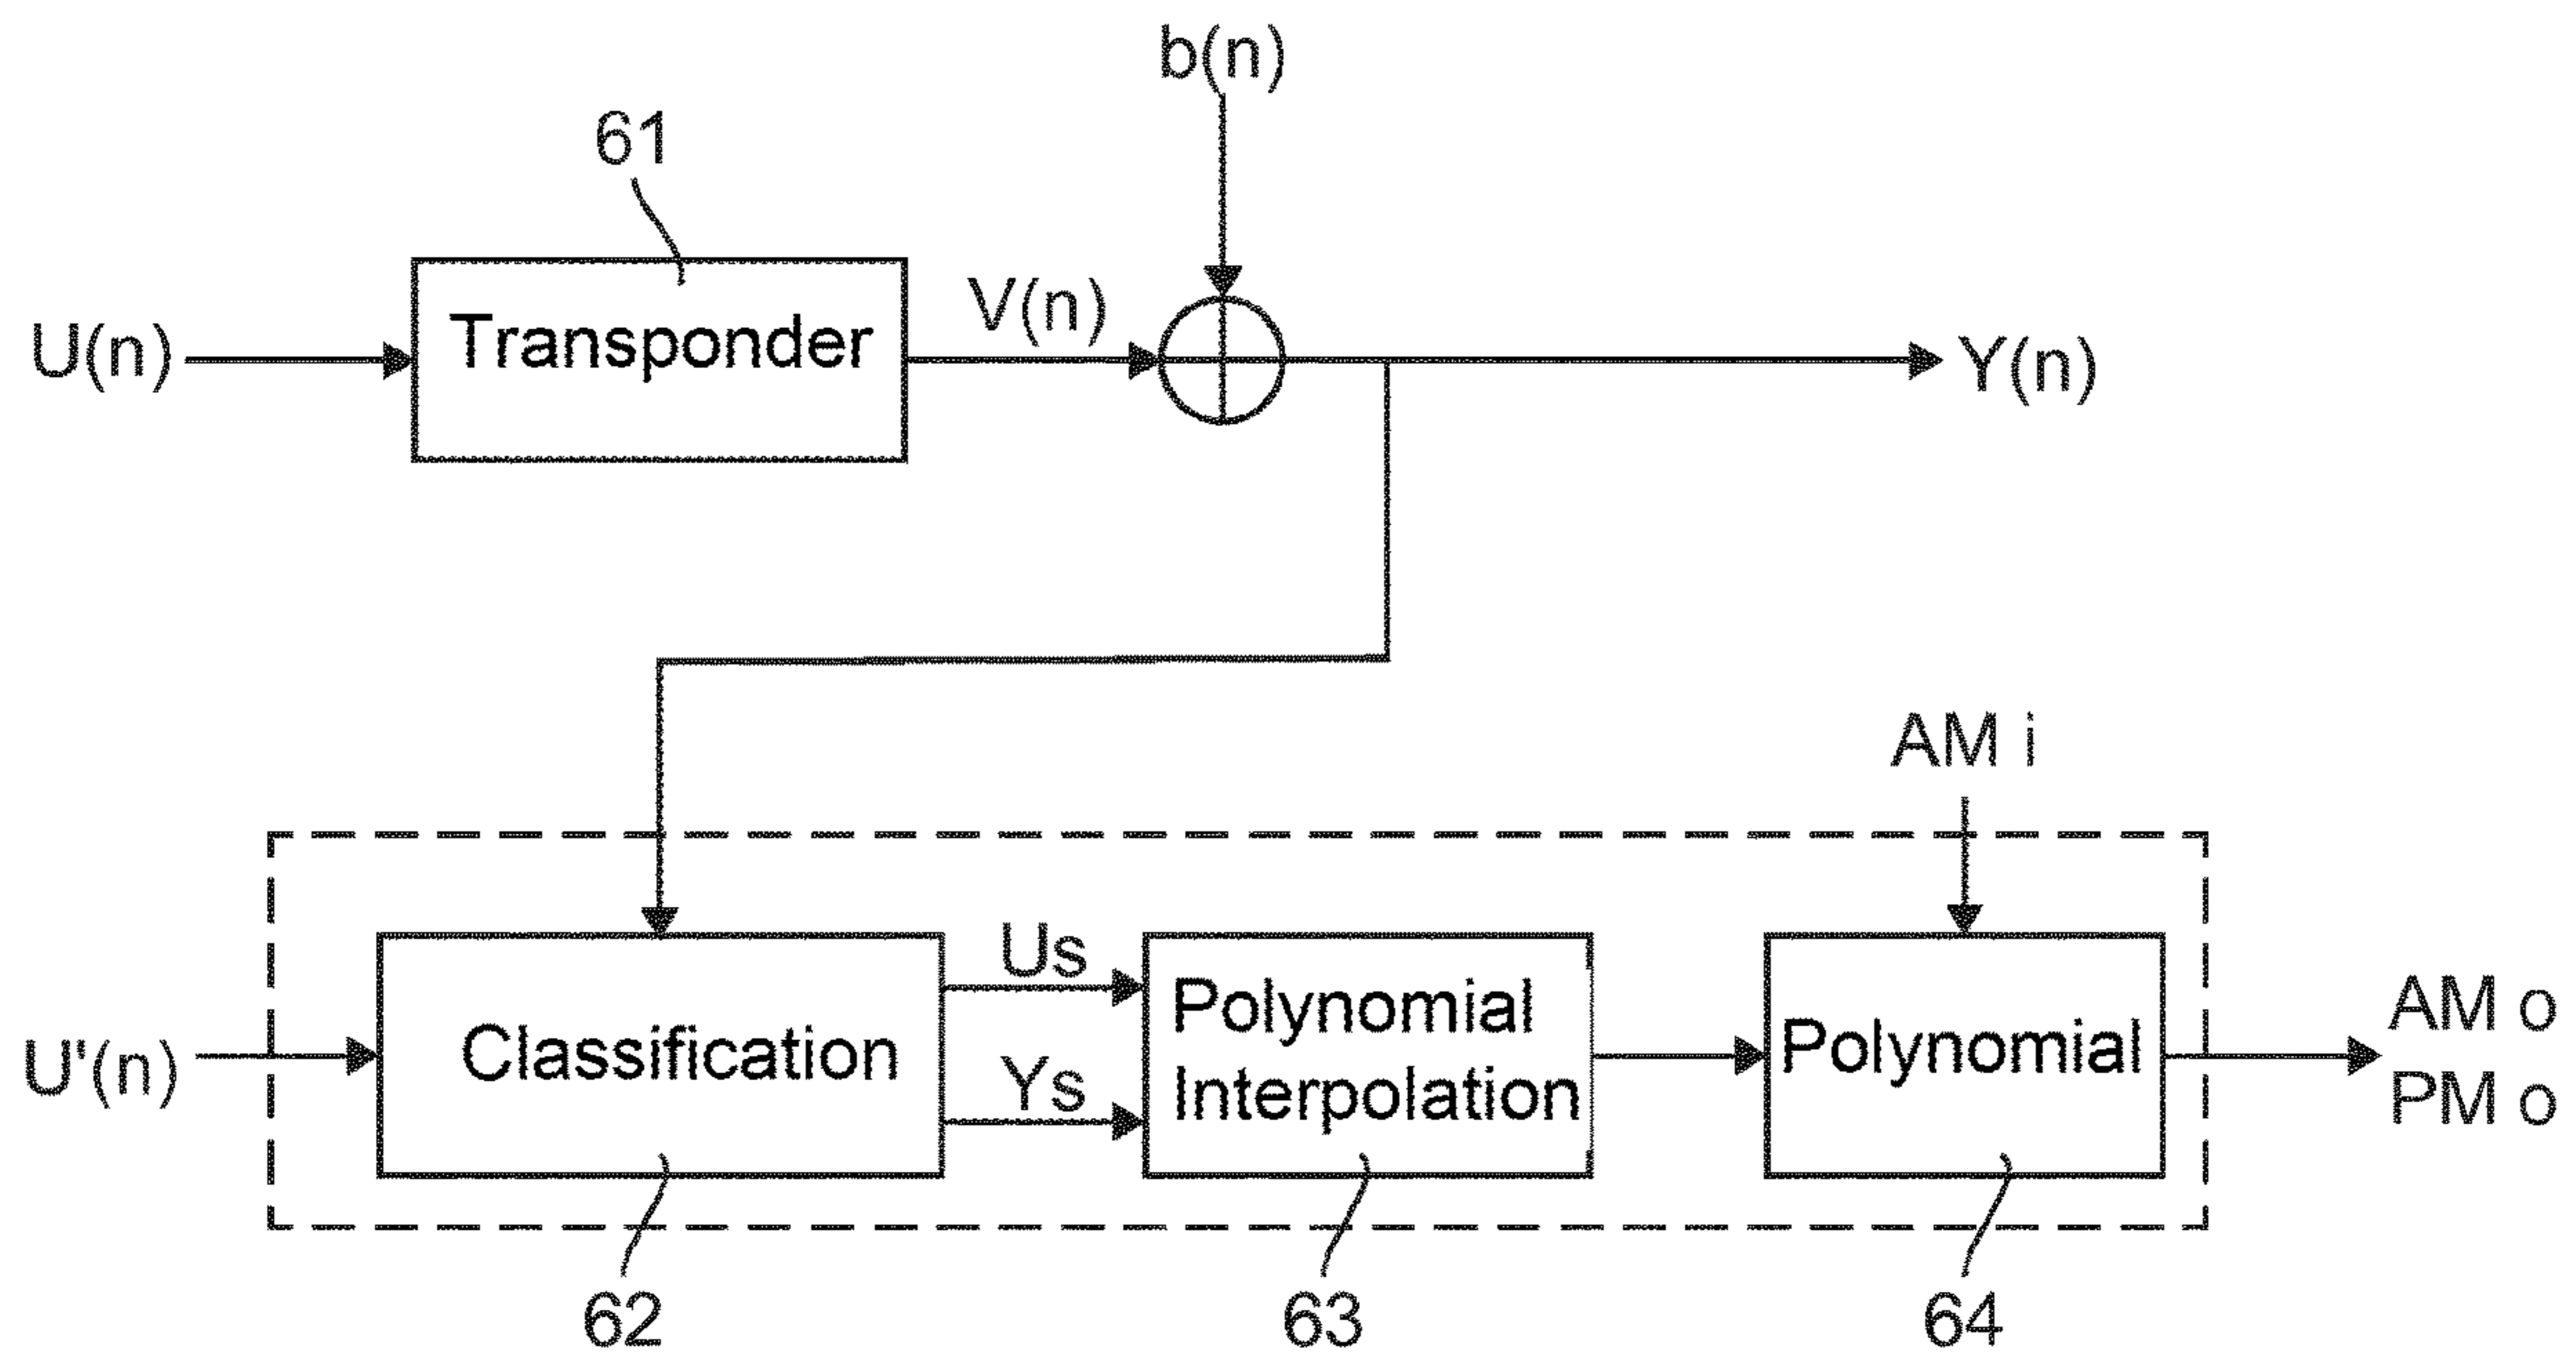 b(n)
61
U(n)
Transponder
V(n)
Y(n)
AM i
U'(n)
Classification
Us
Ys
Polynomial
Interpolation
Polynomial
AM o
PM o
62
63
64